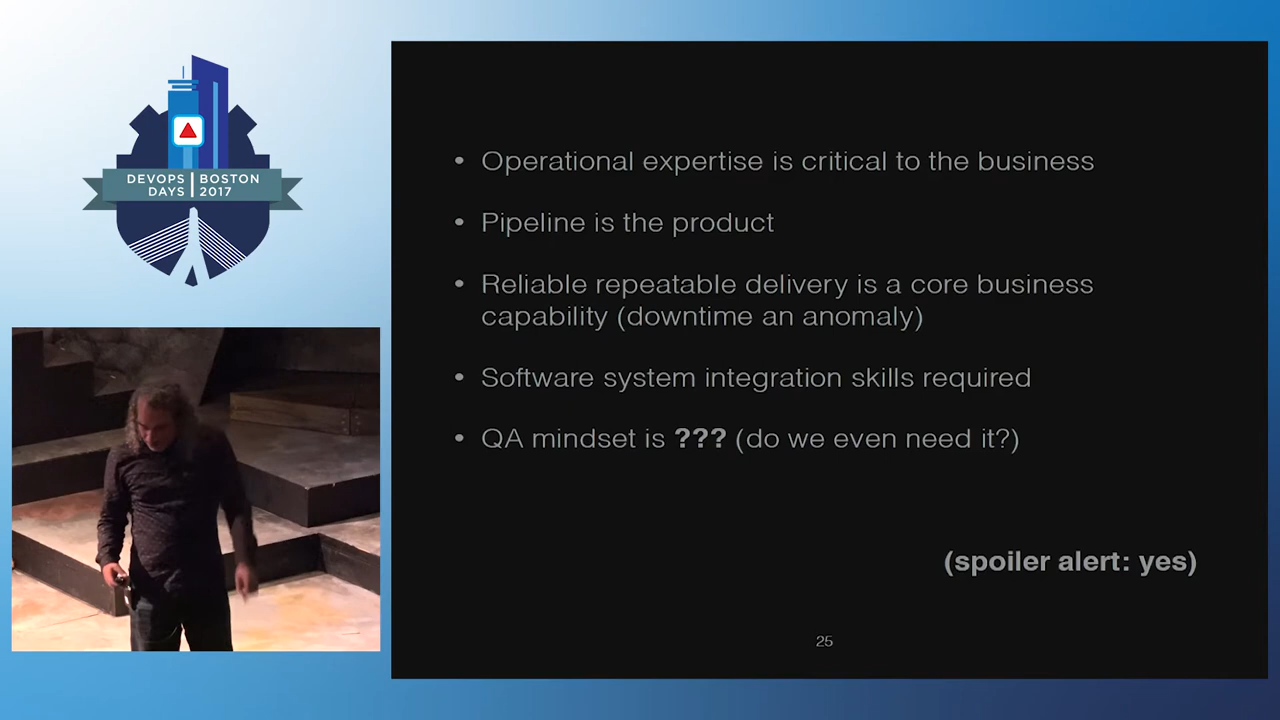 DEVOPS BOSTON
DAYS 2017
• Operational expertise is critical to the business
• Pipeline is the product
• Reliable repeatable delivery is a core business
capability (downtime an anomaly)
• Software system integration skills required
• QA mindset is ??? (do we even need it?)
(spoiler alert: yes)
25